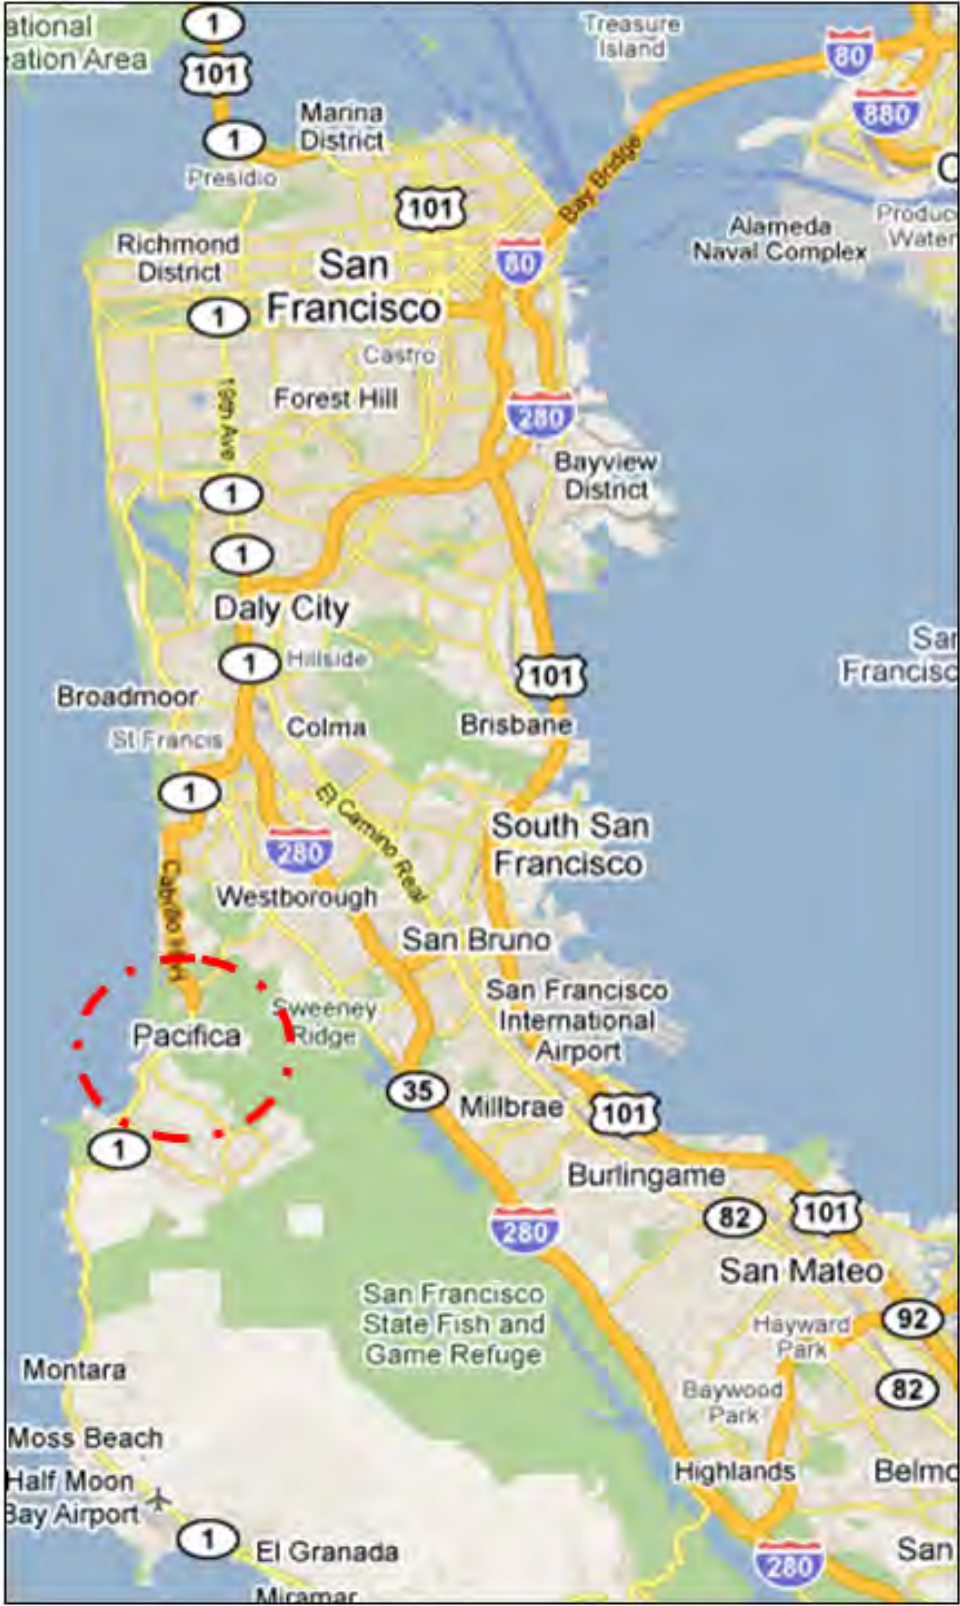 ational
ation Area
1
101
Treasure
Island
80
880
1
Marina
District
Presidio
Bay Bridge
101
Alameda
Naval Complex
Produc
Water
Richmond
District
San
Francisco
80
1
Castro
19th Ave
Forest Hill
280
Bayview
District
1
1
Daly City
1
Hillside
101
San
Francisc
Broadmoor
St Francis
Colma
Brisbane
1
El Camino Real
280
South San
Francisco
Westborough
San Bruno
Cabrillo Hwy
San Francisco
International
Airport
Sweeney
Ridge
Pacifica
35
Millbrae
101
1
Burlingame
82
101
280
San Mateo
San Francisco
State Fish and
Game Refuge
92
Hayward
Park
Montara
Baywood
Park
82
Moss Beach
Half Moon
Bay Airport
Highlands
Belmo
1
El Granada
280
San
Miramar